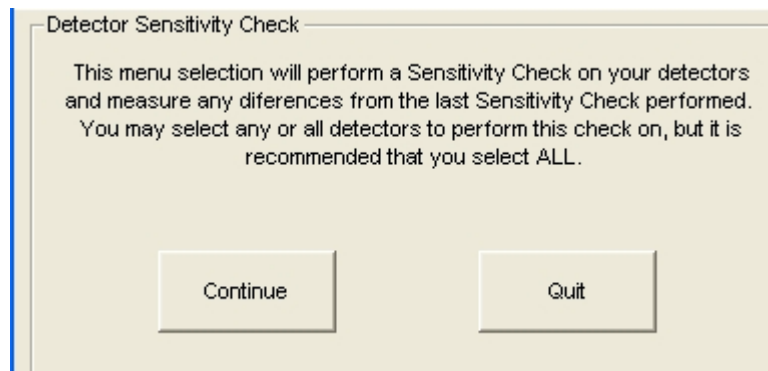 Detector Sensitivity Check
This menu selection will perform a Sensitivity Check on your detectors
and measure any diferences from the last Sensitivity Check performed.
You may select any or all detectors to perform this check on, but it is
recommended that you select ALL.
Continue
Quit